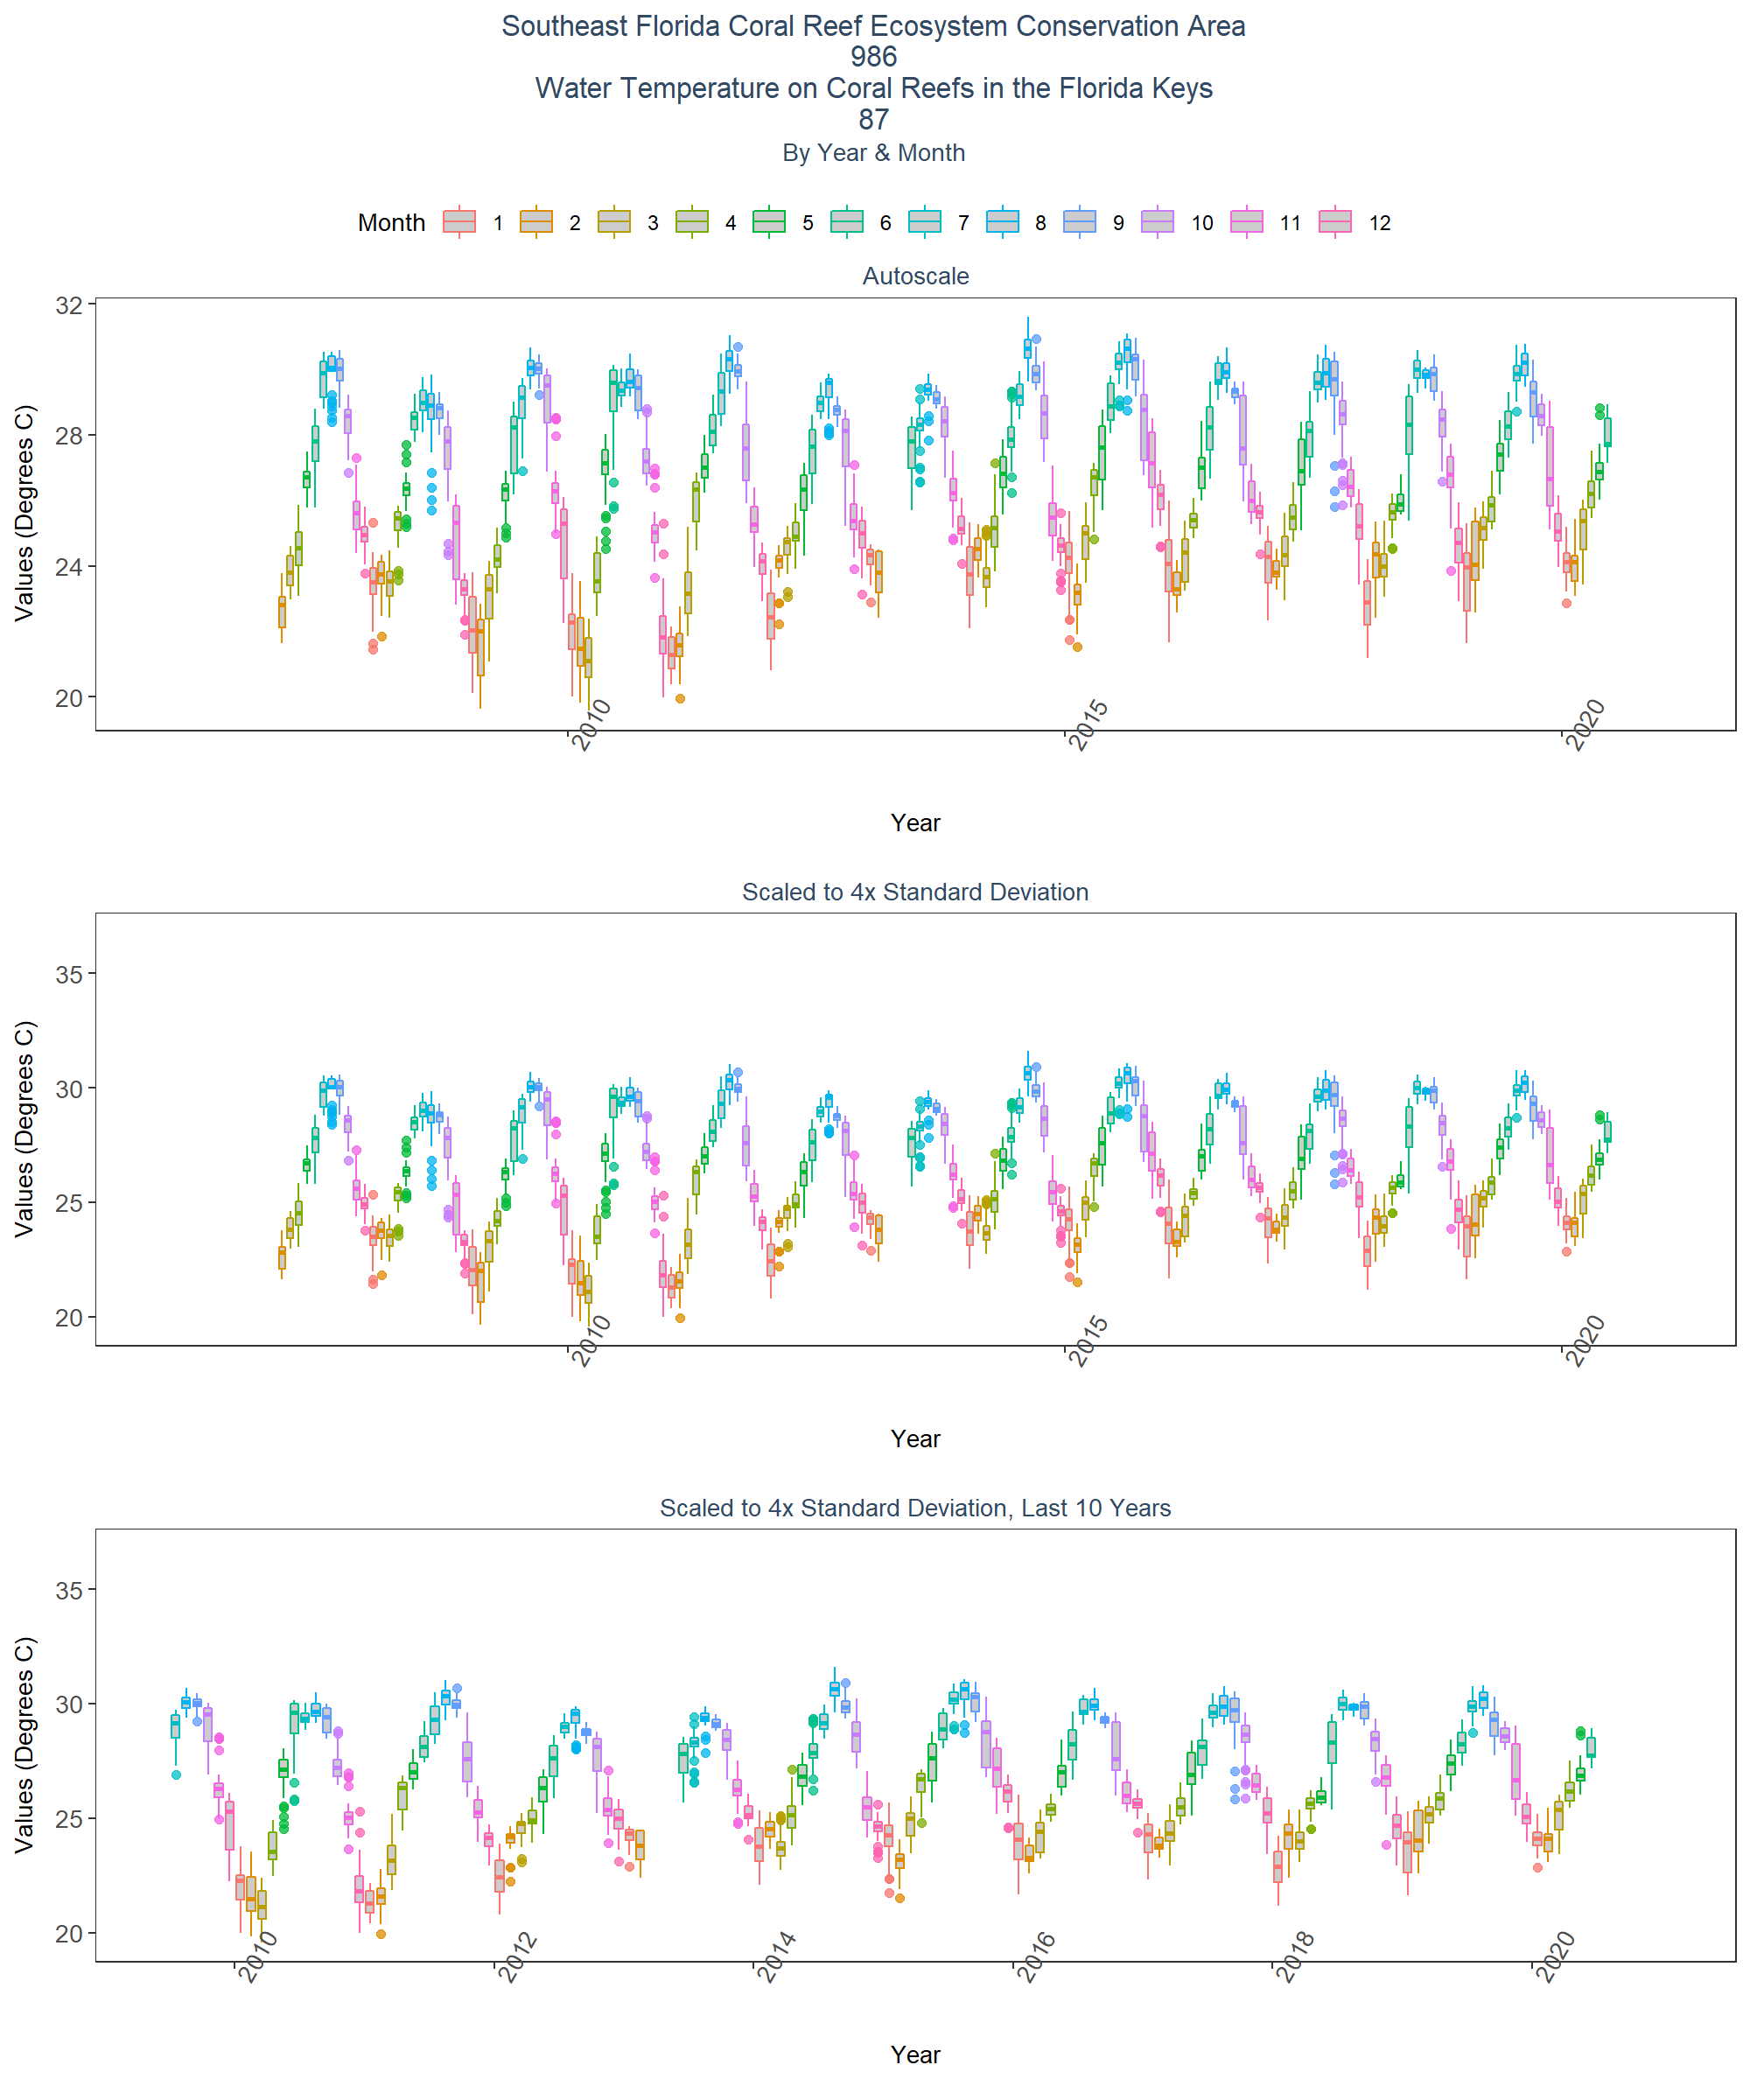 Southeast Florida Coral Reef Ecosystem Conservation Area
986
Water Temperature on Coral Reefs in the Florida Keys
87
By Year & Month
Month 1 2 3 4 5 6 7 8 9 10 11 12
Autoscale
Values (Degrees C)
32
28
24
20
2010 2015 2020
Year
Scaled to 4x Standard Deviation
Values (Degrees C)
35
30
25
20
2010 2015 2020
Year
Scaled to 4x Standard Deviation, Last 10 Years
Values (Degrees C)
35
30
25
20
2010 2012 2014 2016 2018 2020
Year